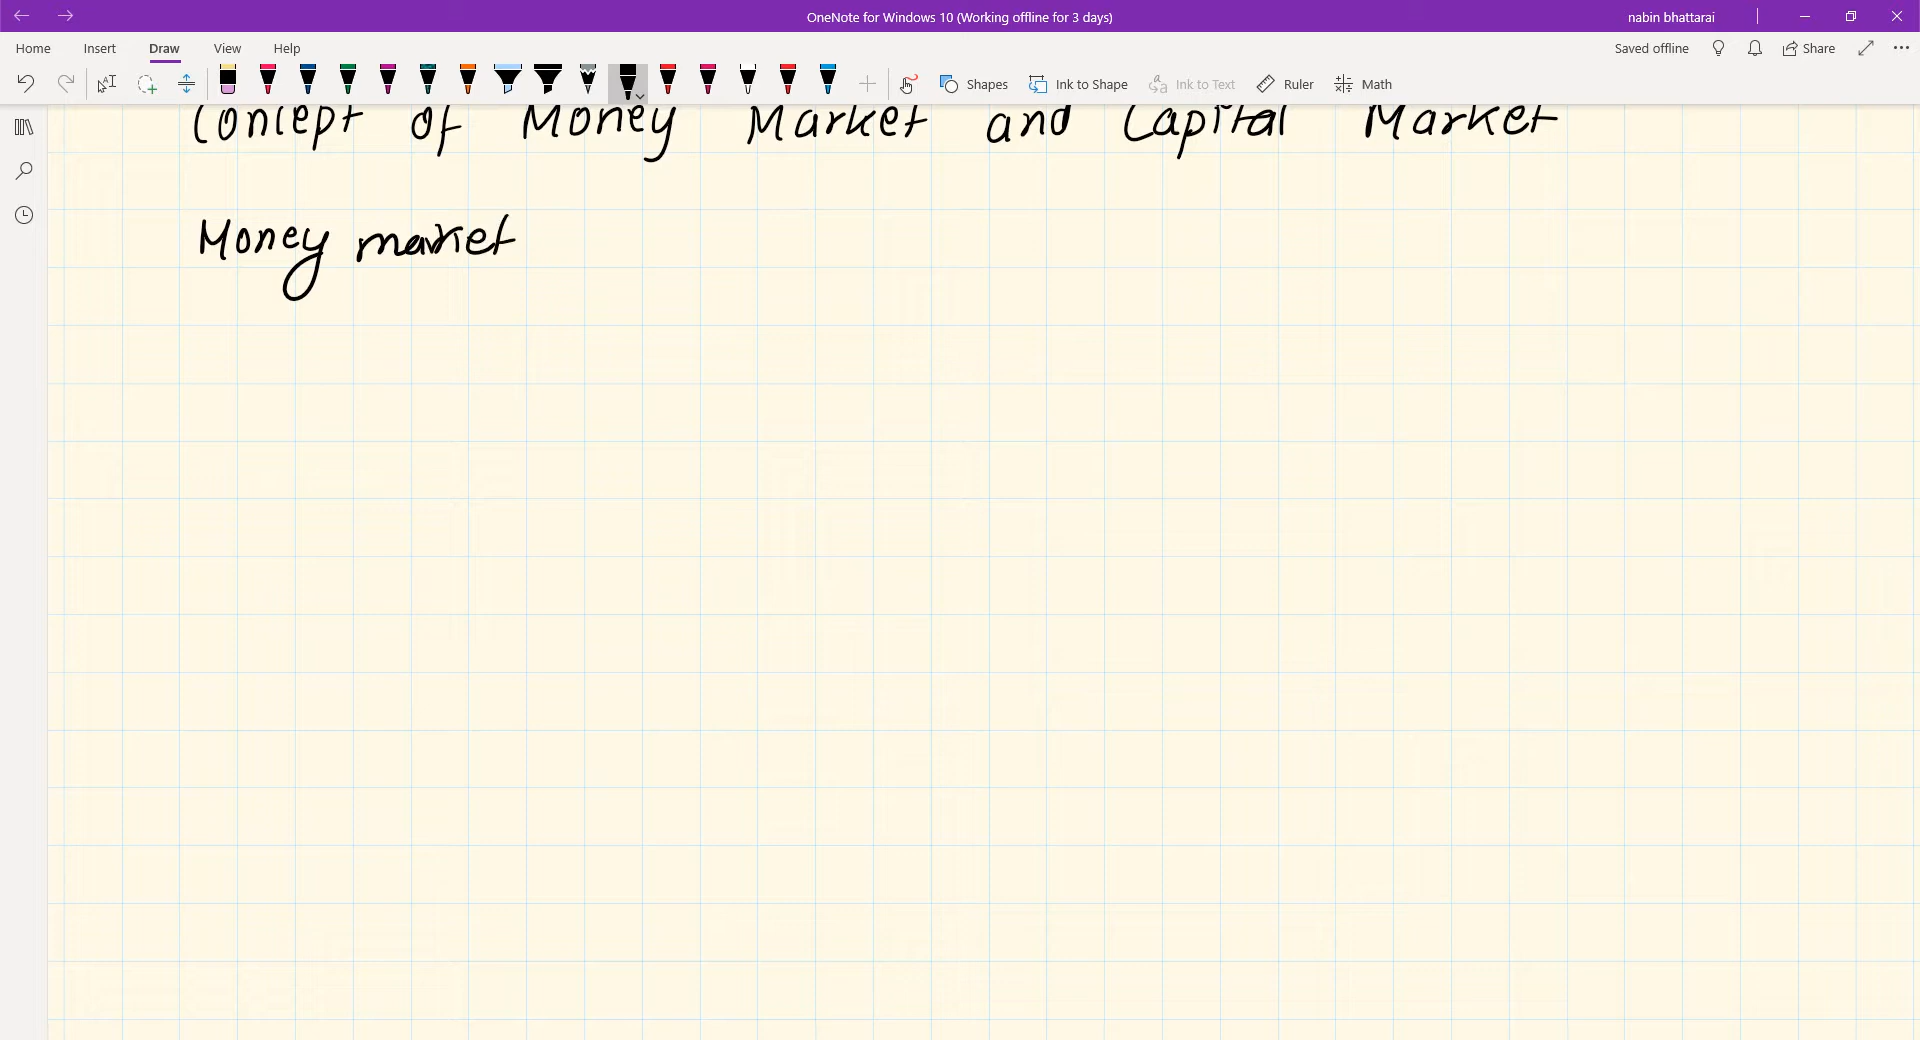 OneNote for Windows 10 (Working offline for 3 days)
nabin bhattarai
Home Insert Draw View Help
Saved offline Share
Shapes Ink to Shape Ink to Text Ruler Math
Concept of Money Market and Capital Market
Money market